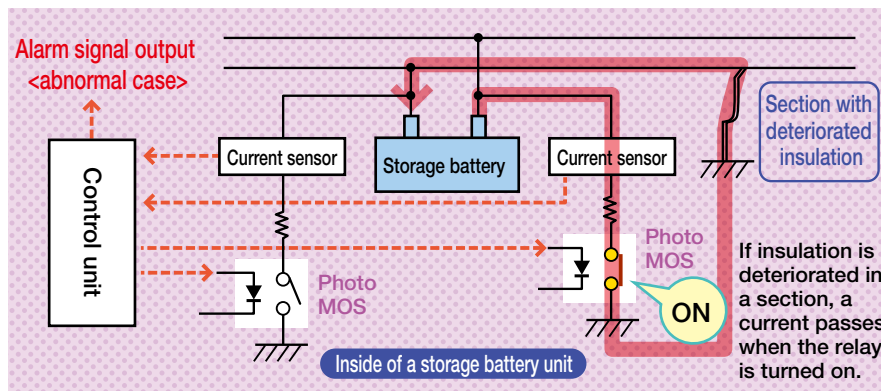 Alarm signal output
<abnormal case>
Control unit
Current sensor
Storage battery
Current sensor
Section with
deteriorated
insulation
Photo
MOS
Photo
MOS
ON
If insulation is
deteriorated in
a section, a
current passes
when the relay
is turned on.
Inside of a storage battery unit